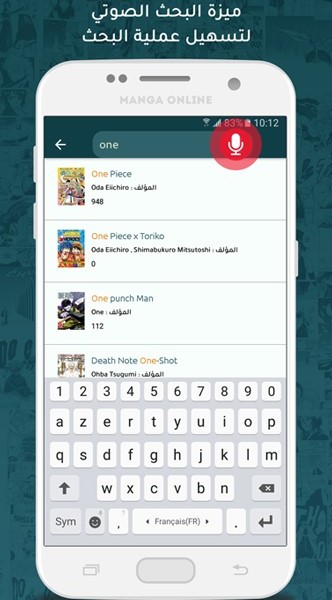 ميزة البحث الصوتي
لتسهيل عملية البحث
MANGA ONLINE
83% 10:12
one
One Piece
Oda Eiichiro : المؤلف
948
One Piece x Toriko
Oda Eiichiro , Shimabukuro Mitsutoshi : المؤلف
0
One punch Man
One : المؤلف
112
Death Note One-Shot
Ohba Tsugumi : المؤلف
1 2 3 4 5 6 7 8 9 0
a z e r t y u i o p
q s d f g h j k l m
w x c v b n
Sym , Français(FR) .